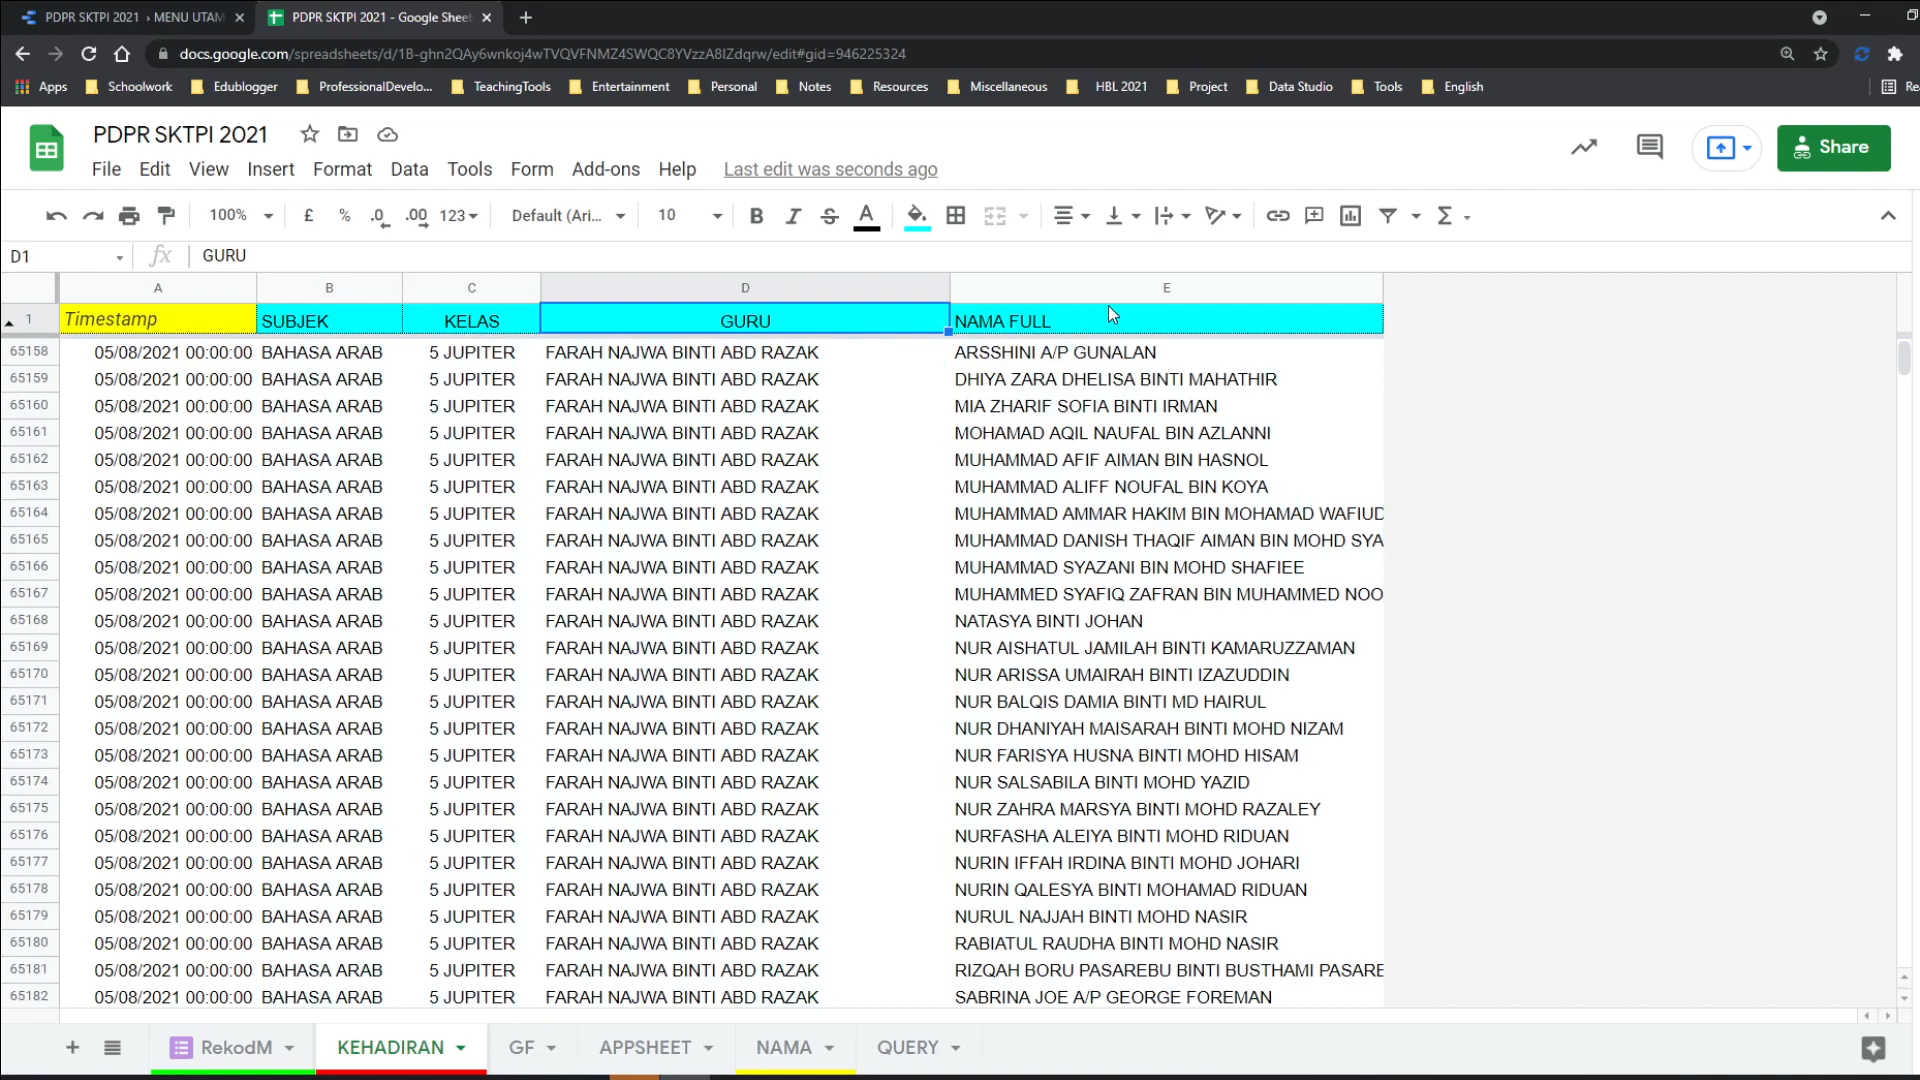 PDPR SKTPI 2021 › MENU UTAM
PDPR SKTPI 2021 - Google Shee
docs.google.com/spreadsheets/d/1B-ghn2QAy6wnkoj4wTVQVFNMZ4SWQC8YVzzA8IZdqrw/edit#gid=946225324
Apps Schoolwork Edublogger ProfessionalDevelo... TeachingTools Entertainment Personal Notes Resources Miscellaneous HBL 2021 Project Data Studio Tools English Re
PDPR SKTPI 2021
Share
File Edit View Insert Format Data Tools Form Add-ons Help Last edit was seconds ago
100% £ % .0 .00 123 Default (Ari... 10 B I S A Σ
D1 fx GURU
A B C D E
1 Timestamp SUBJEK KELAS GURU NAMA FULL
65158 05/08/2021 00:00:00 BAHASA ARAB 5 JUPITER FARAH NAJWA BINTI ABD RAZAK ARSSHINI A/P GUNALAN
65159 05/08/2021 00:00:00 BAHASA ARAB 5 JUPITER FARAH NAJWA BINTI ABD RAZAK DHIYA ZARA DHELISA BINTI MAHATHIR
65160 05/08/2021 00:00:00 BAHASA ARAB 5 JUPITER FARAH NAJWA BINTI ABD RAZAK MIA ZHARIF SOFIA BINTI IRMAN
65161 05/08/2021 00:00:00 BAHASA ARAB 5 JUPITER FARAH NAJWA BINTI ABD RAZAK MOHAMAD AQIL NAUFAL BIN AZLANNI
65162 05/08/2021 00:00:00 BAHASA ARAB 5 JUPITER FARAH NAJWA BINTI ABD RAZAK MUHAMMAD AFIF AIMAN BIN HASNOL
65163 05/08/2021 00:00:00 BAHASA ARAB 5 JUPITER FARAH NAJWA BINTI ABD RAZAK MUHAMMAD ALIFF NOUFAL BIN KOYA
65164 05/08/2021 00:00:00 BAHASA ARAB 5 JUPITER FARAH NAJWA BINTI ABD RAZAK MUHAMMAD AMMAR HAKIM BIN MOHAMAD WAFIUD
65165 05/08/2021 00:00:00 BAHASA ARAB 5 JUPITER FARAH NAJWA BINTI ABD RAZAK MUHAMMAD DANISH THAQIF AIMAN BIN MOHD SYA
65166 05/08/2021 00:00:00 BAHASA ARAB 5 JUPITER FARAH NAJWA BINTI ABD RAZAK MUHAMMAD SYAZANI BIN MOHD SHAFIEE
65167 05/08/2021 00:00:00 BAHASA ARAB 5 JUPITER FARAH NAJWA BINTI ABD RAZAK MUHAMMED SYAFIQ ZAFRAN BIN MUHAMMED NOO
65168 05/08/2021 00:00:00 BAHASA ARAB 5 JUPITER FARAH NAJWA BINTI ABD RAZAK NATASYA BINTI JOHAN
65169 05/08/2021 00:00:00 BAHASA ARAB 5 JUPITER FARAH NAJWA BINTI ABD RAZAK NUR AISHATUL JAMILAH BINTI KAMARUZZAMAN
65170 05/08/2021 00:00:00 BAHASA ARAB 5 JUPITER FARAH NAJWA BINTI ABD RAZAK NUR ARISSA UMAIRAH BINTI IZAZUDDIN
65171 05/08/2021 00:00:00 BAHASA ARAB 5 JUPITER FARAH NAJWA BINTI ABD RAZAK NUR BALQIS DAMIA BINTI MD HAIRUL
65172 05/08/2021 00:00:00 BAHASA ARAB 5 JUPITER FARAH NAJWA BINTI ABD RAZAK NUR DHANIYAH MAISARAH BINTI MOHD NIZAM
65173 05/08/2021 00:00:00 BAHASA ARAB 5 JUPITER FARAH NAJWA BINTI ABD RAZAK NUR FARISYA HUSNA BINTI MOHD HISAM
65174 05/08/2021 00:00:00 BAHASA ARAB 5 JUPITER FARAH NAJWA BINTI ABD RAZAK NUR SALSABILA BINTI MOHD YAZID
65175 05/08/2021 00:00:00 BAHASA ARAB 5 JUPITER FARAH NAJWA BINTI ABD RAZAK NUR ZAHRA MARSYA BINTI MOHD RAZALEY
65176 05/08/2021 00:00:00 BAHASA ARAB 5 JUPITER FARAH NAJWA BINTI ABD RAZAK NURFASHA ALEIYA BINTI MOHD RIDUAN
65177 05/08/2021 00:00:00 BAHASA ARAB 5 JUPITER FARAH NAJWA BINTI ABD RAZAK NURIN IFFAH IRDINA BINTI MOHD JOHARI
65178 05/08/2021 00:00:00 BAHASA ARAB 5 JUPITER FARAH NAJWA BINTI ABD RAZAK NURIN QALESYA BINTI MOHAMAD RIDUAN
65179 05/08/2021 00:00:00 BAHASA ARAB 5 JUPITER FARAH NAJWA BINTI ABD RAZAK NURUL NAJJAH BINTI MOHD NASIR
65180 05/08/2021 00:00:00 BAHASA ARAB 5 JUPITER FARAH NAJWA BINTI ABD RAZAK RABIATUL RAUDHA BINTI MOHD NASIR
65181 05/08/2021 00:00:00 BAHASA ARAB 5 JUPITER FARAH NAJWA BINTI ABD RAZAK RIZQAH BORU PASAREBU BINTI BUSTHAMI PASARE
65182 05/08/2021 00:00:00 BAHASA ARAB 5 JUPITER FARAH NAJWA BINTI ABD RAZAK SABRINA JOE A/P GEORGE FOREMAN
RekodM KEHADIRAN GF APPSHEET NAMA QUERY